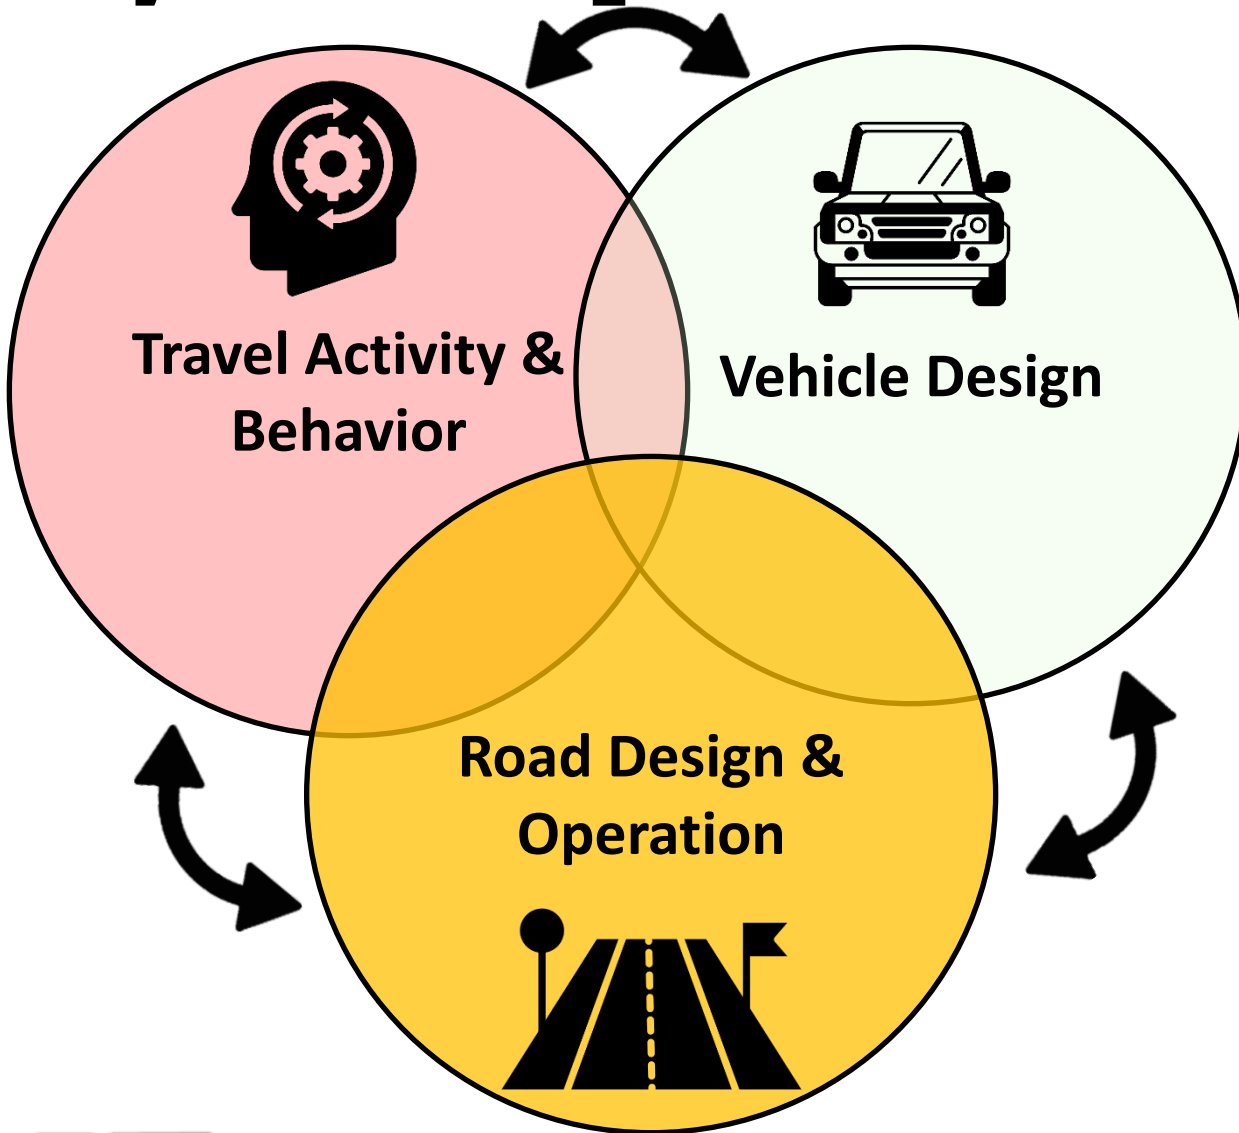 Travel Activity &
Behavior
Vehicle Design
Road Design &
Operation